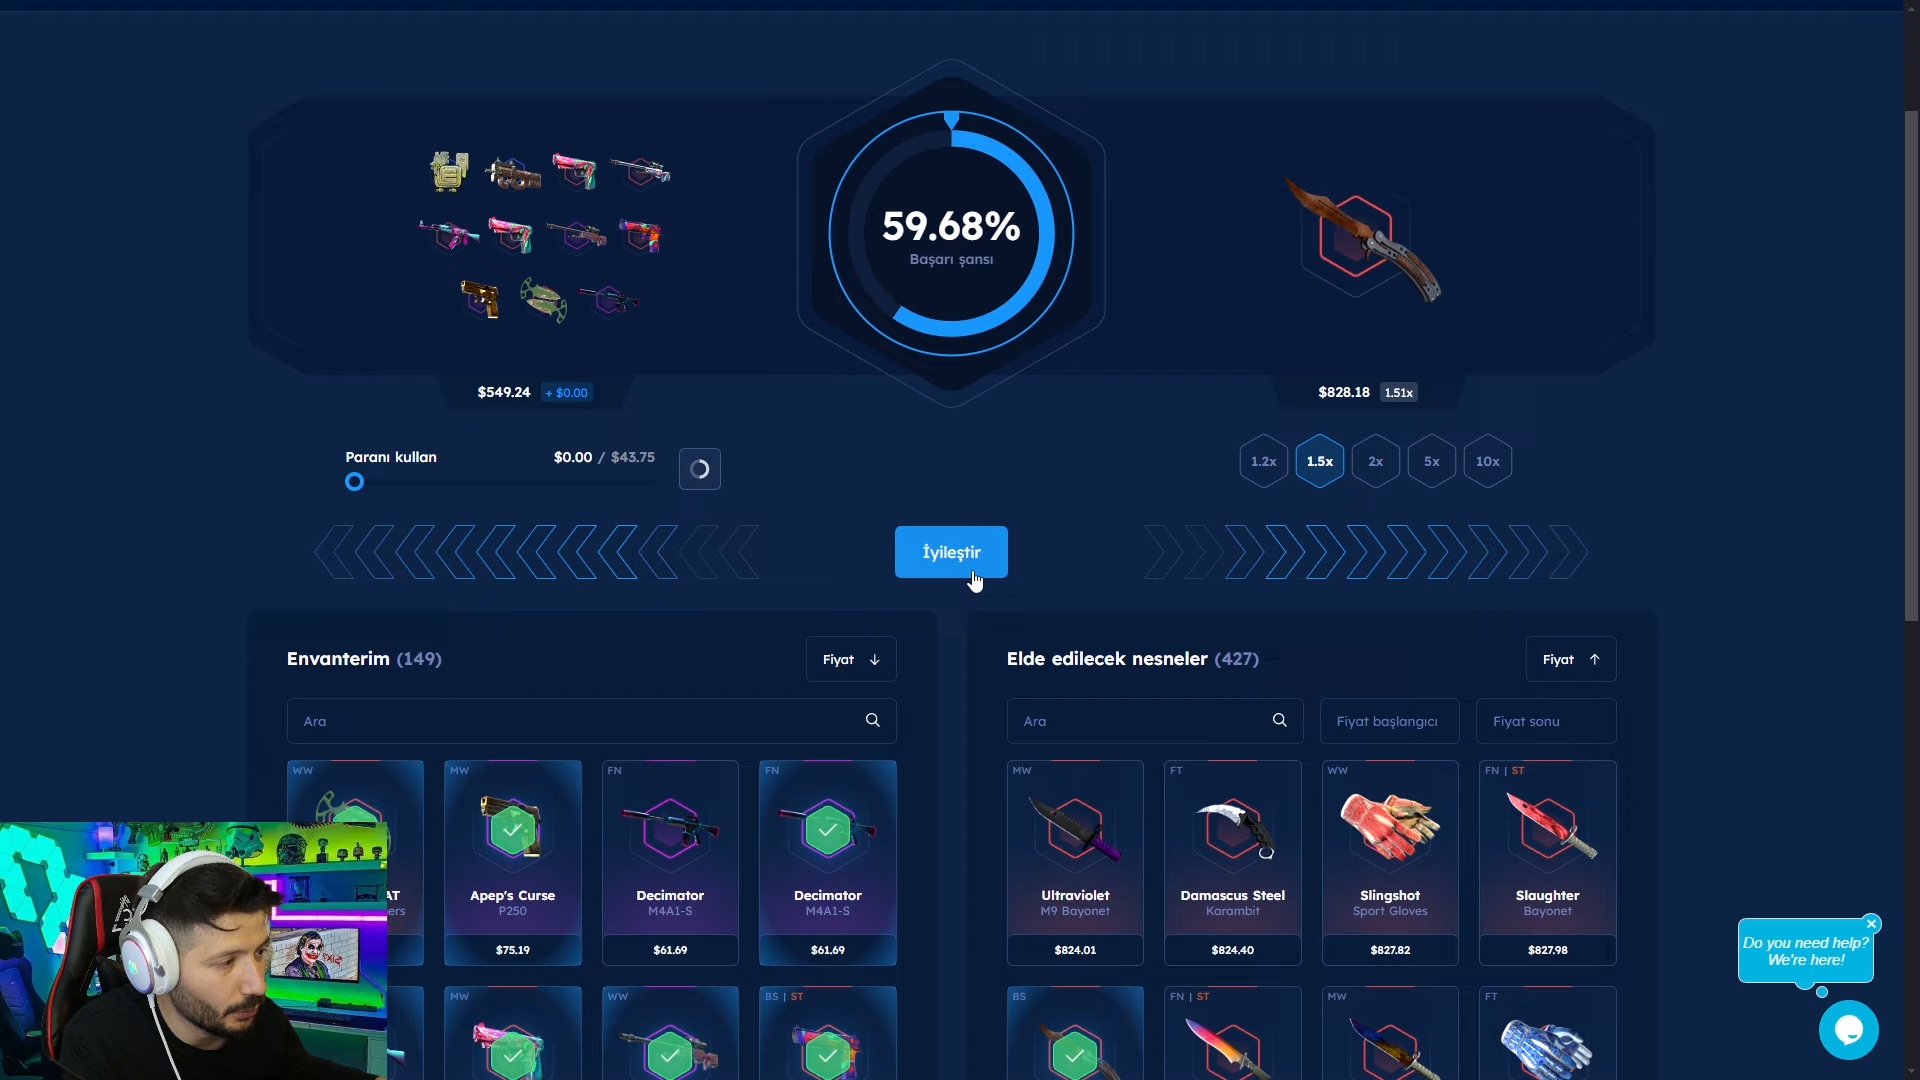 59.68%
Başarı şansı
$549.24 + $0.00
$828.18 1.51x
Paranı kullan $0.00 / $43.75
1.2x 1.5x 2x 5x 10x
İyileştir
Envanterim (149)
Fiyat
Elde edilecek nesneler (427)
Fiyat
Ara
Ara
Fiyat başlangıcı
Fiyat sonu
WW
MW
FN
FN
MW
FT
WW
FN | ST
Apep's Curse
P250
$75.19
Decimator
M4A1-S
$61.69
Decimator
M4A1-S
$61.69
Ultraviolet
M9 Bayonet
$824.01
Damascus Steel
Karambit
$824.40
Slingshot
Sport Gloves
$827.82
Slaughter
Bayonet
$827.98
MW
WW
BS | ST
BS
FN | ST
MW
FT
Do you need help?
We're here!